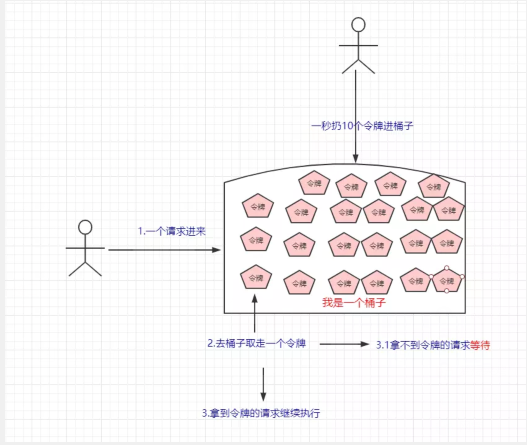 一秒扔10个令牌进桶子
令牌 令牌 令牌 令牌
令牌 令牌 令牌 令牌 令牌 令牌
1.一个请求进来
令牌 令牌 令牌 令牌 令牌 令牌
令牌 令牌 令牌 令牌 令牌 令牌
我是一个桶子
2.去桶子取走一个令牌
3.1拿不到令牌的请求等待
3.拿到令牌的请求继续执行